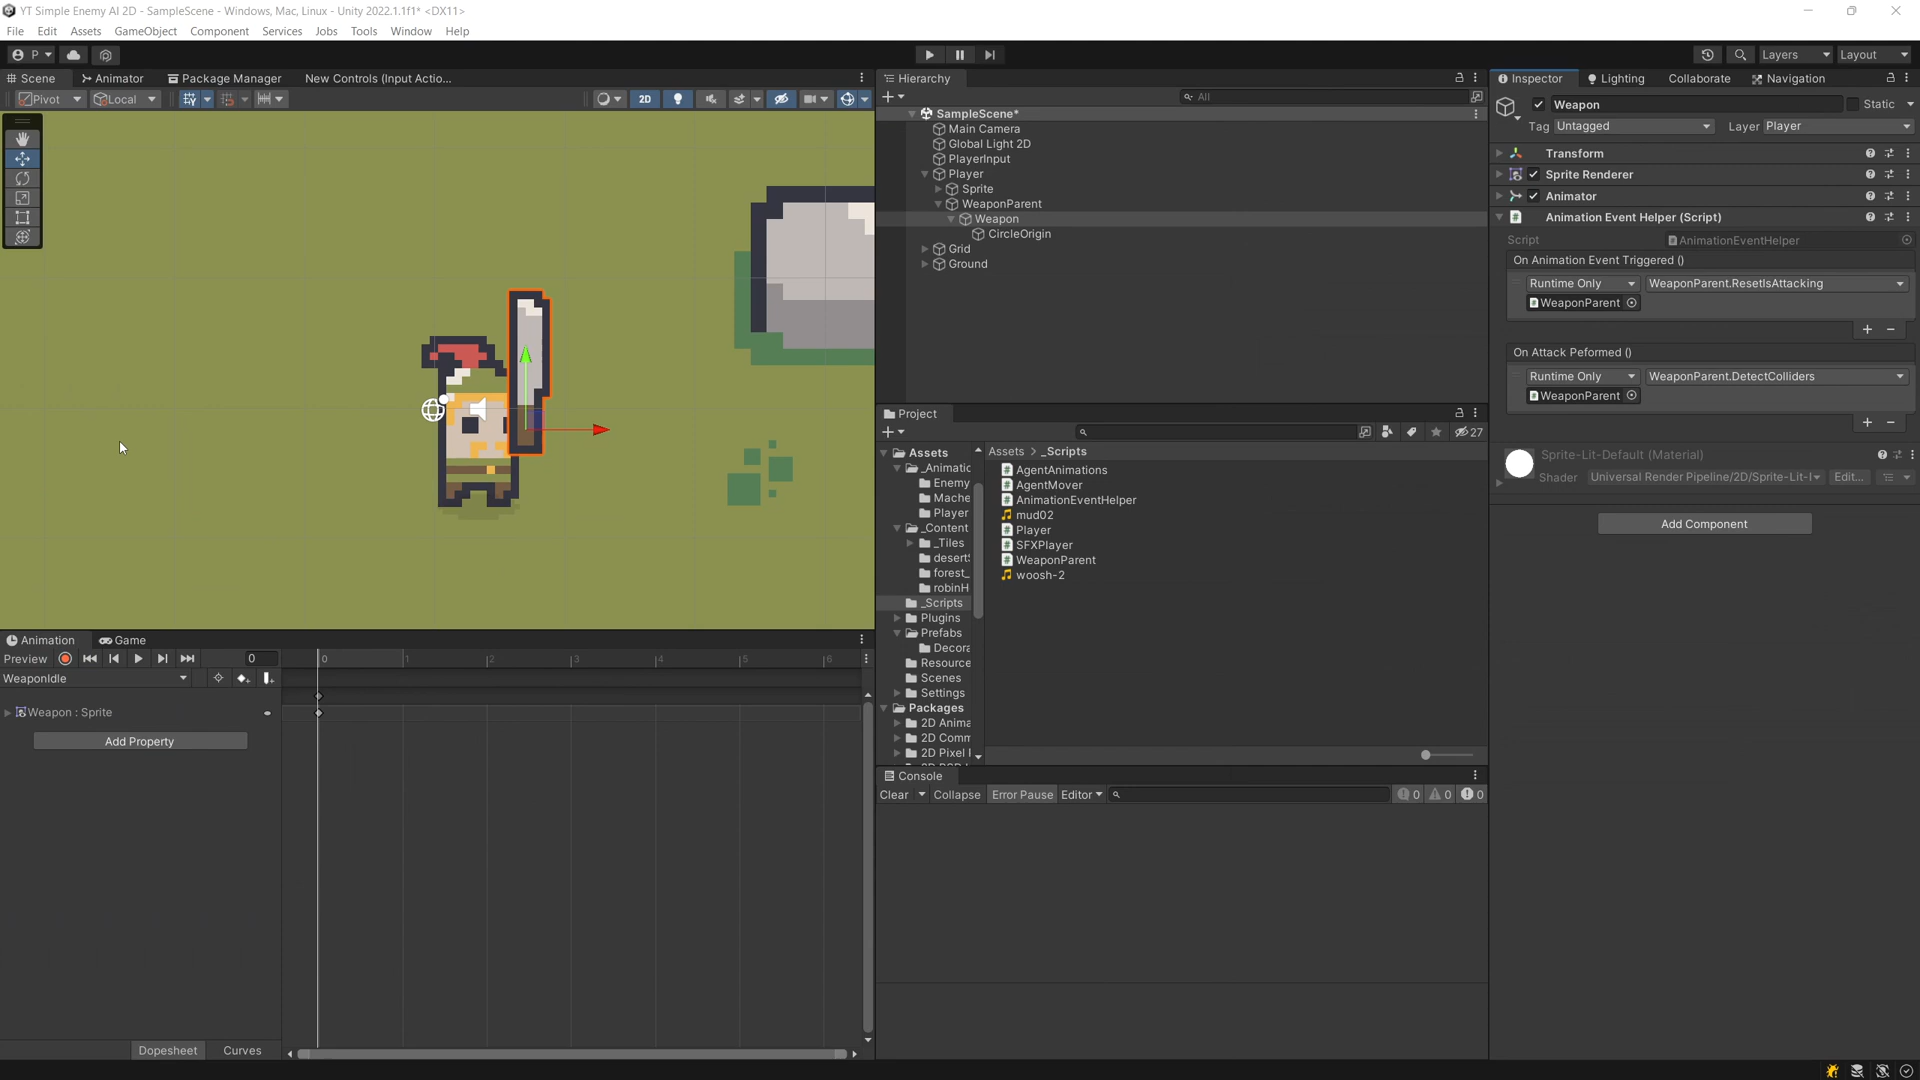 YT Simple Enemy AI 2D - SampleScene - Windows, Mac, Linux - Unity 2022.1.1f1* <DX11>
File Edit Assets GameObject Component Services Jobs Tools Window Help
P Layers Layout
Scene Animator Package Manager New Controls (Input Actio...
Pivot Local 2D
Hierarchy
All
SampleScene*
Main Camera
Global Light 2D
PlayerInput
Player
Sprite
WeaponParent
Weapon
CircleOrigin
Grid
Ground
Inspector Lighting Collaborate Navigation
Weapon Static
Tag Untagged Layer Player
Transform
Sprite Renderer
Animator
Animation Event Helper (Script)
Script AnimationEventHelper
On Animation Event Triggered ()
Runtime Only WeaponParent.ResetIsAttacking
WeaponParent
On Attack Peformed ()
Runtime Only WeaponParent.DetectColliders
WeaponParent
Sprite-Lit-Default (Material)
Shader Universal Render Pipeline/2D/Sprite-Lit- Edit...
Add Component
Project
27
Assets
_Animatic
Enemy
Mache
Player
_Content
_Tiles
desert
forest_
robinH
_Scripts
Plugins
Prefabs
Decora
Resource
Scenes
Settings
Packages
2D Anima
2D Comm
2D Pixel
Assets > _Scripts
AgentAnimations
AgentMover
AnimationEventHelper
mud02
Player
SFXPlayer
WeaponParent
woosh-2
Console
Clear Collapse Error Pause Editor 0 0 0
Animation Game
Preview 0 0 1 2 3 4 5 6
WeaponIdle
Weapon : Sprite
Add Property
Dopesheet Curves